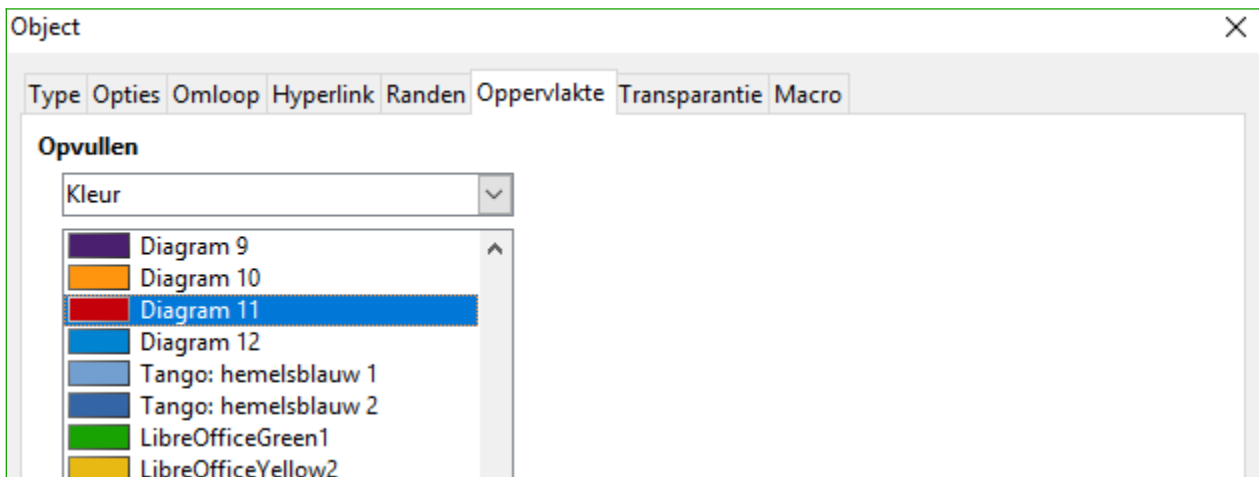 Object
Type Opties Omloop Hyperlink Randen Oppervlakte Transparantie Macro
Opvullen
Kleur
Diagram 9
Diagram 10
Diagram 11
Diagram 12
Tango: hemelsblauw 1
Tango: hemelsblauw 2
LibreOfficeGreen1
LibreOfficeYellow2